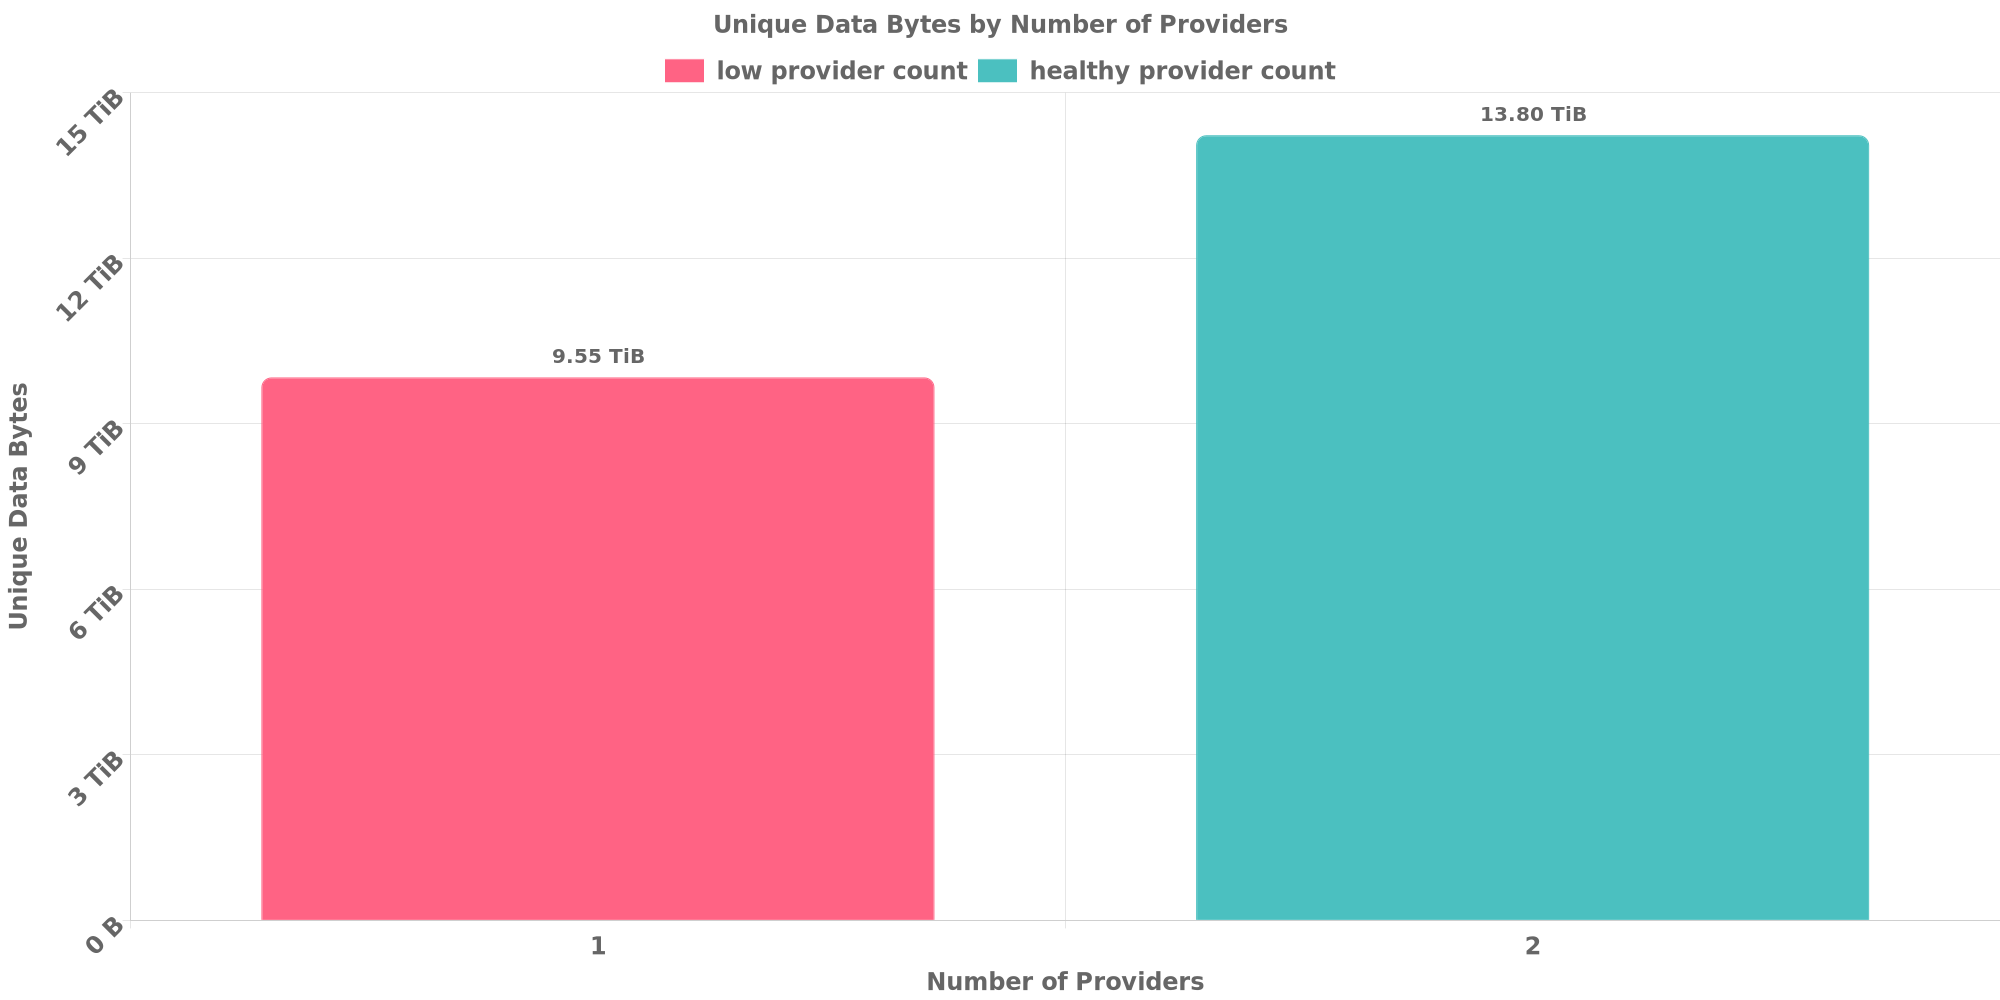 Unique Data Bytes by Number of Providers
low provider count healthy provider count
15 TiB
12 TiB
9 TiB
6 TiB
3 TiB
0 B
Unique Data Bytes
9.55 TiB
13.80 TiB
1 2
Number of Providers